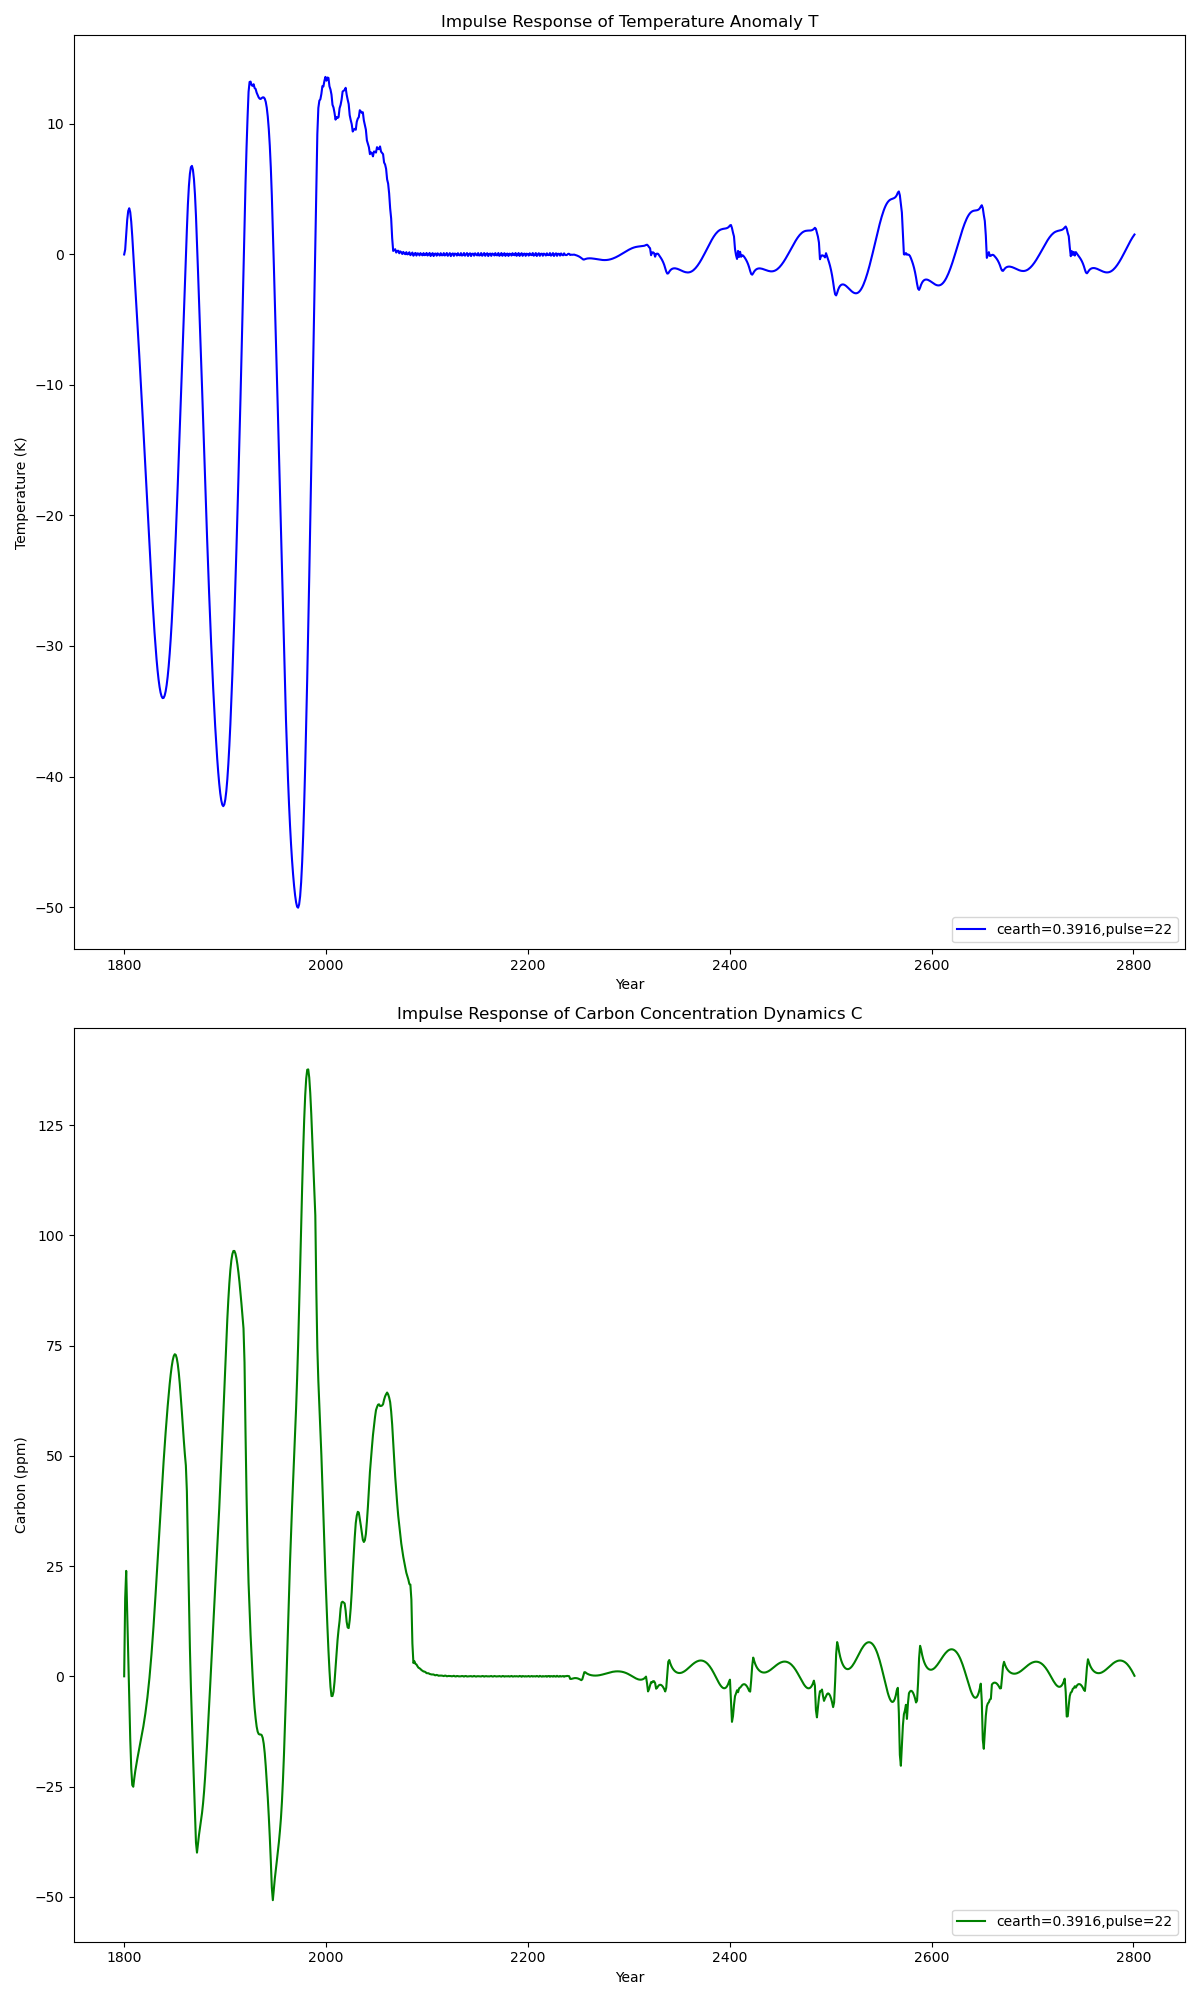 Impulse Response of Temperature Anomaly T
Temperature (K)
10
0
−10
−20
−30
−40
−50
1800 2000 2200 2400 2600 2800
Year
cearth=0.3916,pulse=22
Impulse Response of Carbon Concentration Dynamics C
Carbon (ppm)
125
100
75
50
25
0
−25
−50
1800 2000 2200 2400 2600 2800
Year
cearth=0.3916,pulse=22